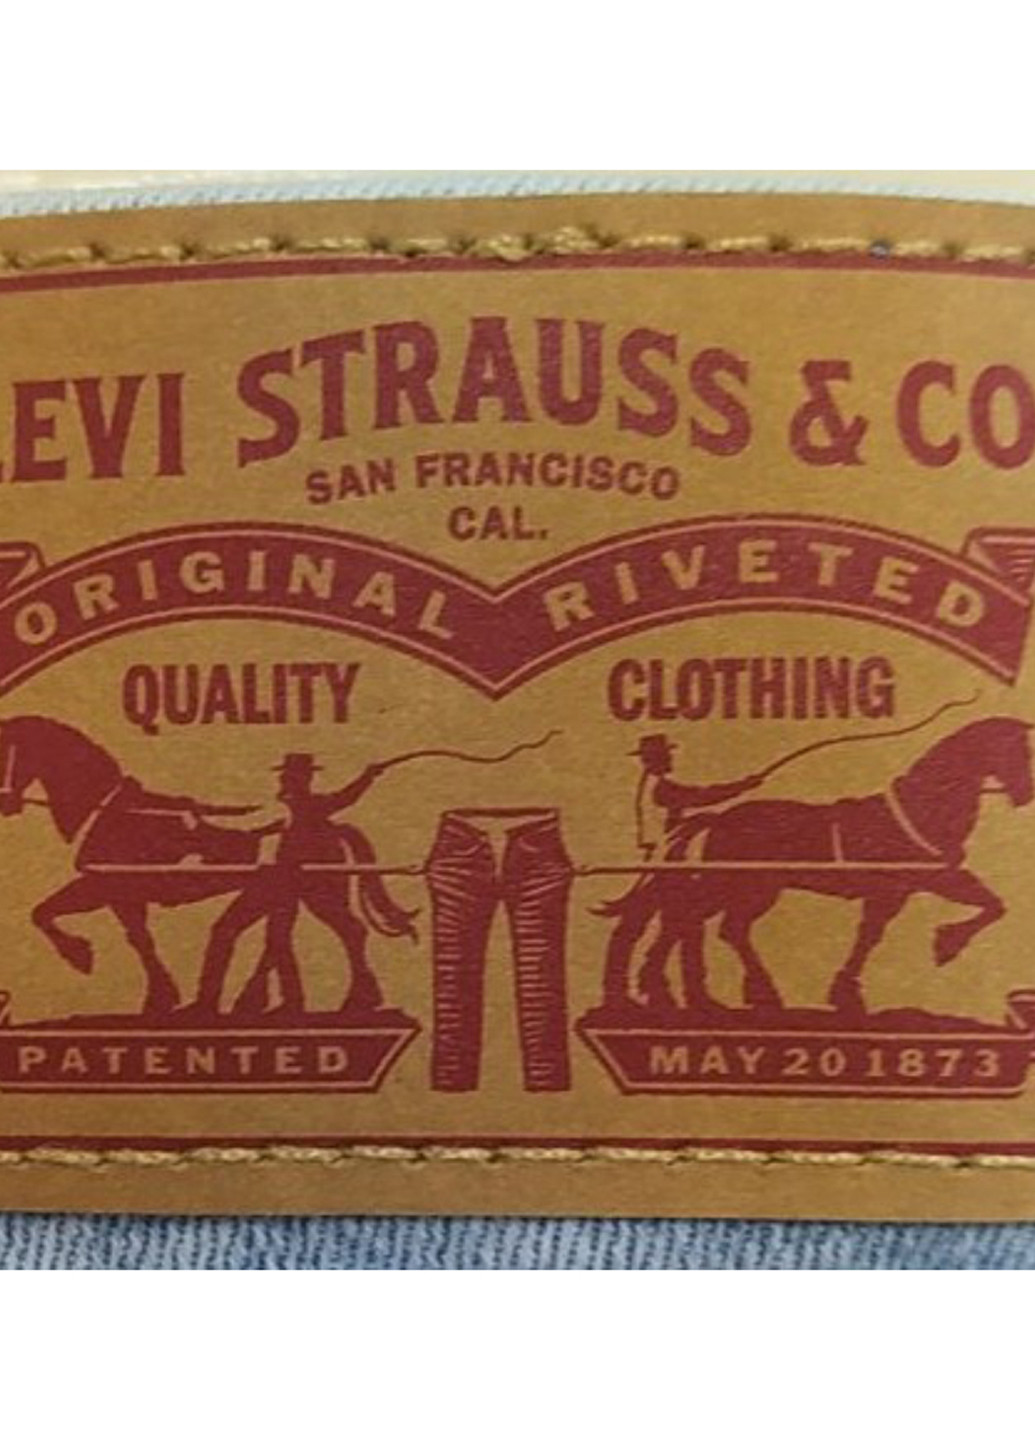 LEVI STRAUSS & CO
SAN FRANCISCO
CAL.
ORIGINAL RIVETED
QUALITY CLOTHING
PATENTED MAY 20 1873